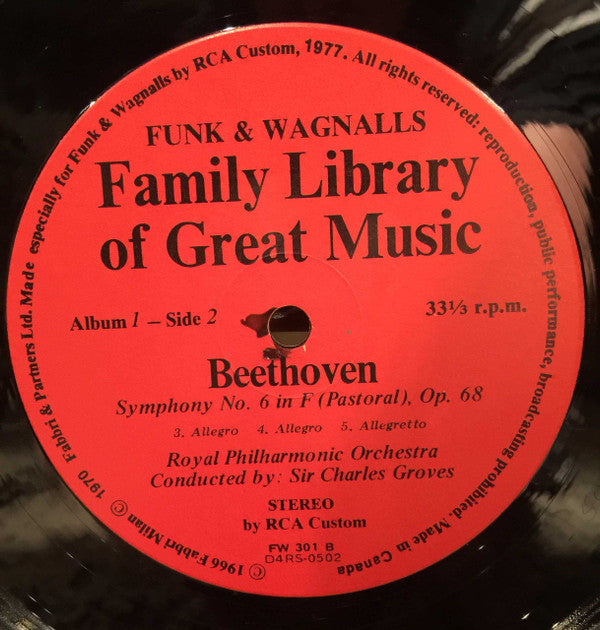 © 1966 Fabbri Milan © 1970 Fabbri & Partners Ltd. Made especially for Funk & Wagnalls by RCA Custom, 1977. All rights reserved: reproduction, public performance, broadcasting prohibited. Made in Canada
FUNK & WAGNALLS
Family Library
of Great Music
Album 1 – Side 2 33⅓ r.p.m.
Beethoven
Symphony No. 6 in F (Pastoral), Op. 68
3. Allegro 4. Allegro 5. Allegretto
Royal Philharmonic Orchestra
Conducted by: Sir Charles Groves
STEREO
by RCA Custom
FW 301 B
D4RS-0502